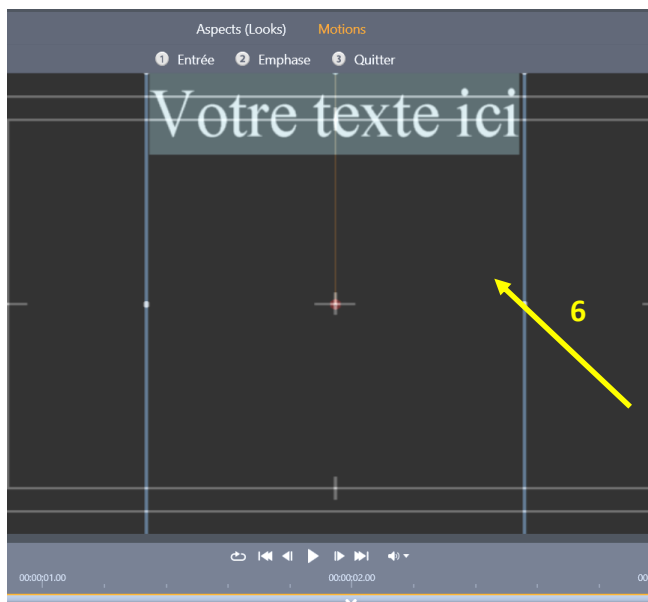 Aspects (Looks) Motions
1 Entrée 2 Emphase 3 Quitter
Votre texte ici
6
00:00:01.00 00:00:02.00 00